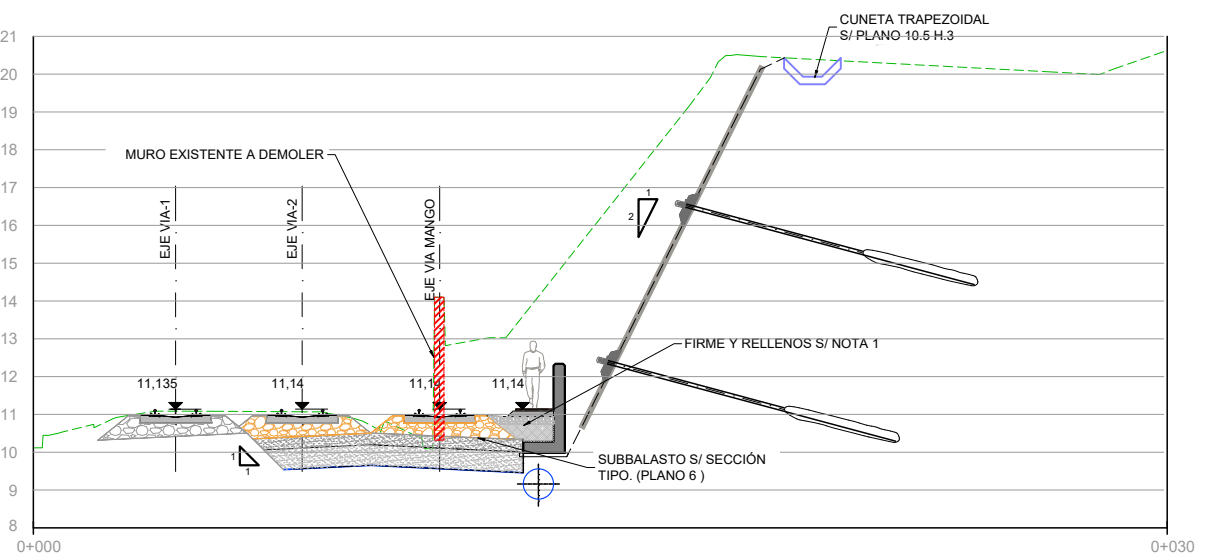 CUNETA TRAPEZOIDAL
S/ PLANO 10.5 H.3
21
20
19
18
17
16
15
14
13
12
11
10
9
8
MURO EXISTENTE A DEMOLER
EJE VIA-1
EJE VIA-2
EJE VIA MANGO
1
2
FIRME Y RELLENOS S/ NOTA 1
11,135
11,14
11,14
11,14
1
1
SUBBALASTO S/ SECCIÓN
TIPO. (PLANO 6 )
0+000
0+030